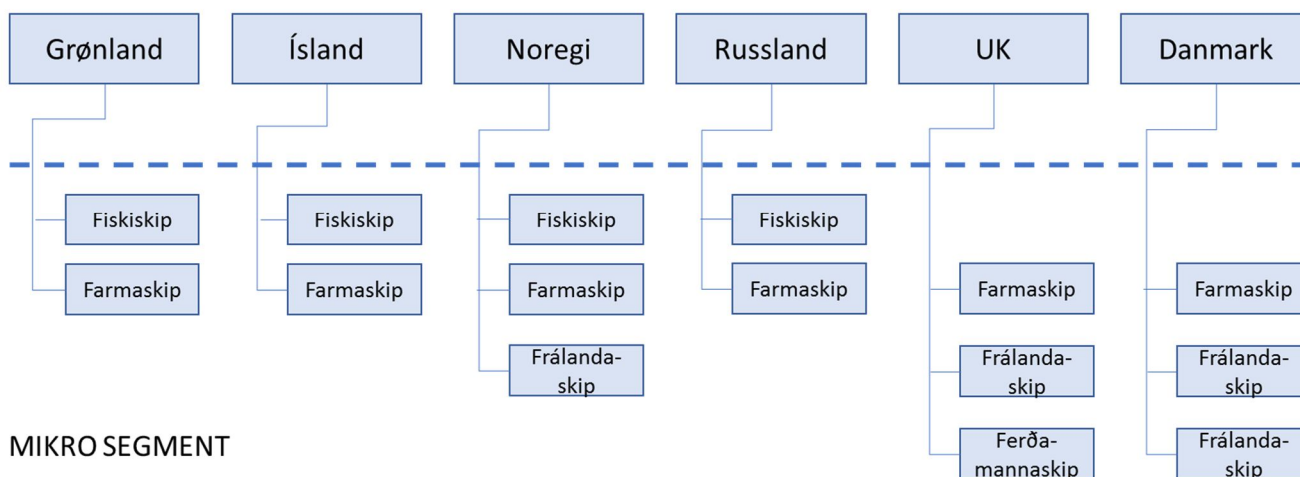 Grønland
Ísland
Noregi
Russland
UK
Danmark
Fiskiskip
Fiskiskip
Fiskiskip
Fiskiskip
Farmaskip
Farmaskip
Farmaskip
Farmaskip
Farmaskip
Farmaskip
Frálanda-
skip
Frálanda-
skip
Frálanda-
skip
MIKRO SEGMENT
Ferða-
mannaskip
Frálanda-
skip